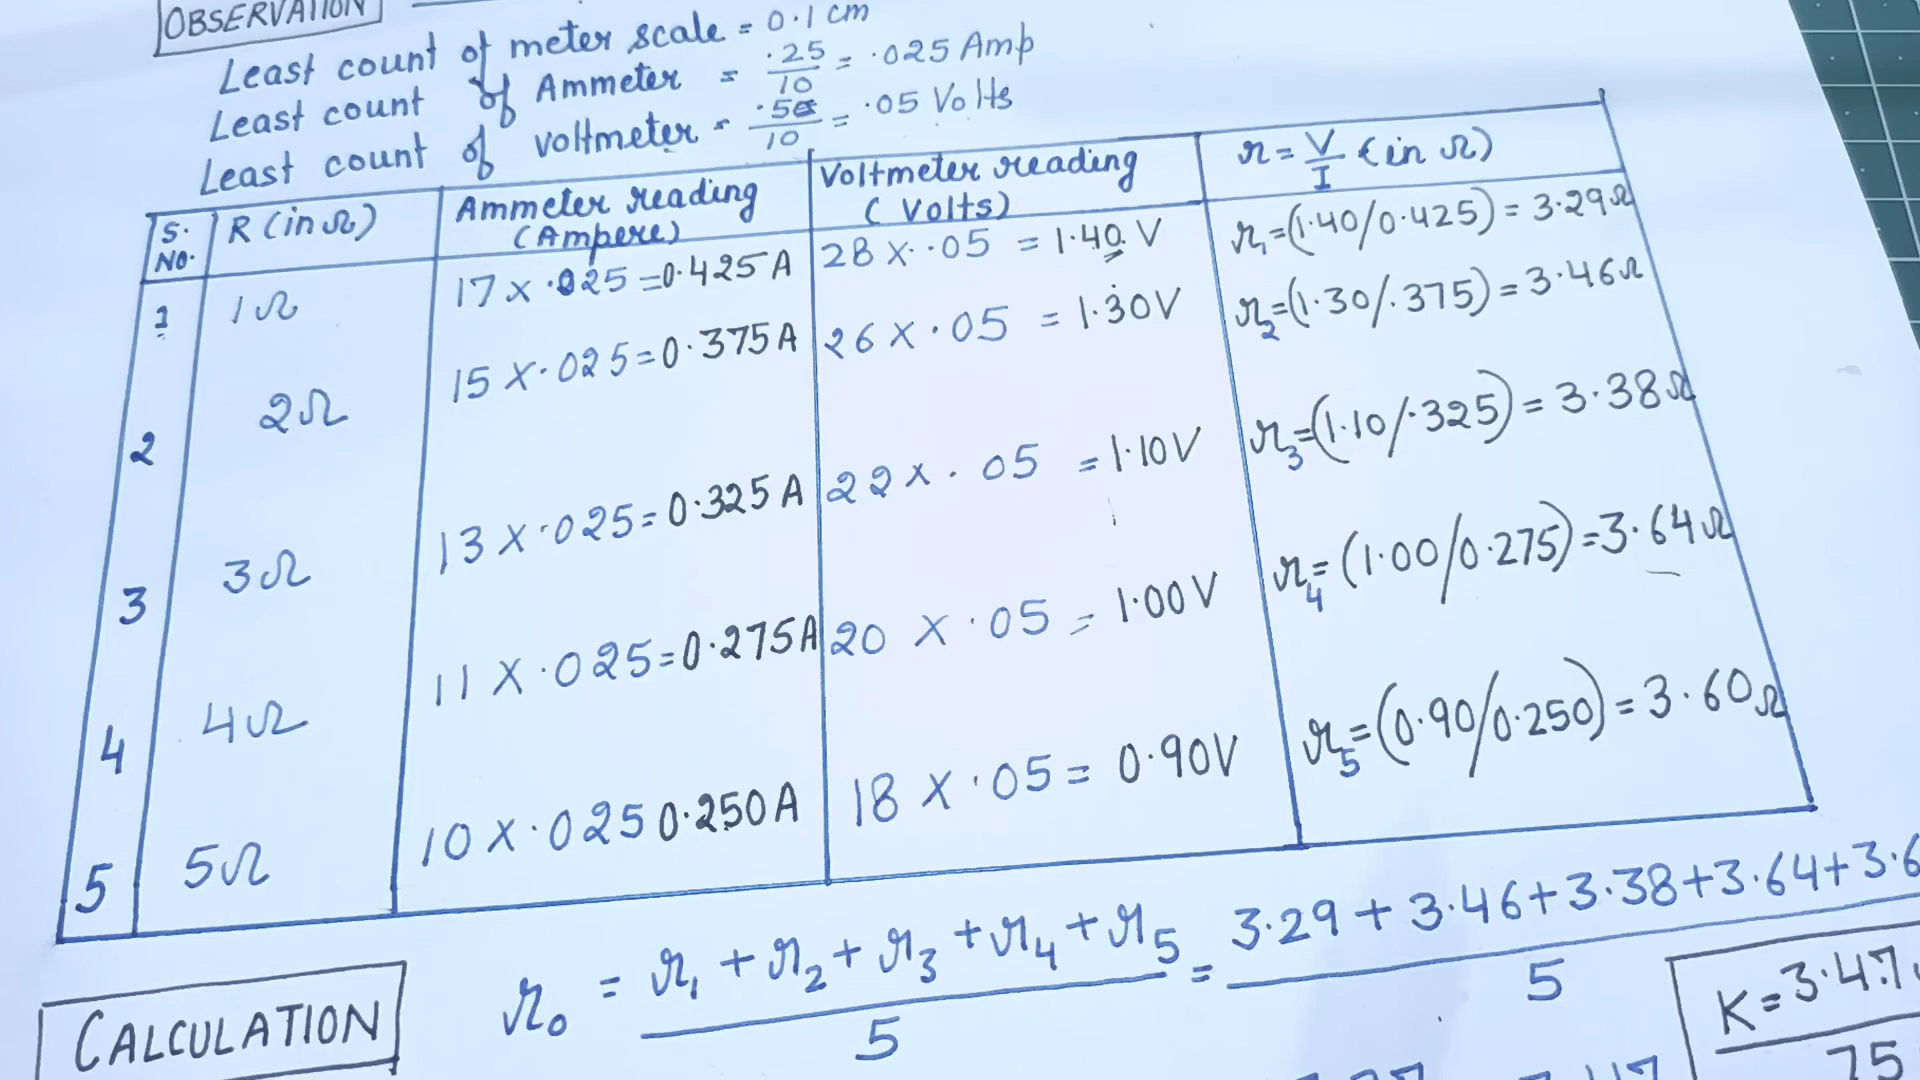 OBSERVATION
Least count of meter scale = 0.1 cm
Least count of Ammeter = .25/10 = .025 Amp
Least count of voltmeter = .5/10 = .05 Volts
S. No. R (in Ω) Ammeter reading (Ampere) Voltmeter reading (Volts) r = V/I (in Ω)
1 1Ω 17 x .025 = 0.425 A 28 x .05 = 1.40 V r₁ = (1.40/0.425) = 3.29Ω
2 2Ω 15 x .025 = 0.375 A 26 x .05 = 1.30 V r₂ = (1.30/.375) = 3.46Ω
3 3Ω 13 x .025 = 0.325 A 22 x .05 = 1.10 V r₃ = (1.10/.325) = 3.38Ω
4 4Ω 11 x .025 = 0.275 A 20 x .05 = 1.00 V r₄ = (1.00/0.275) = 3.64Ω
5 5Ω 10 x .025 0.250 A 18 x .05 = 0.90 V r₅ = (0.90/0.250) = 3.60Ω
CALCULATION
r₀ = r₁ + r₂ + r₃ + r₄ + r₅ / 5 = 3.29 + 3.46 + 3.38 + 3.64 + 3.6 / 5
K = 3.47
75